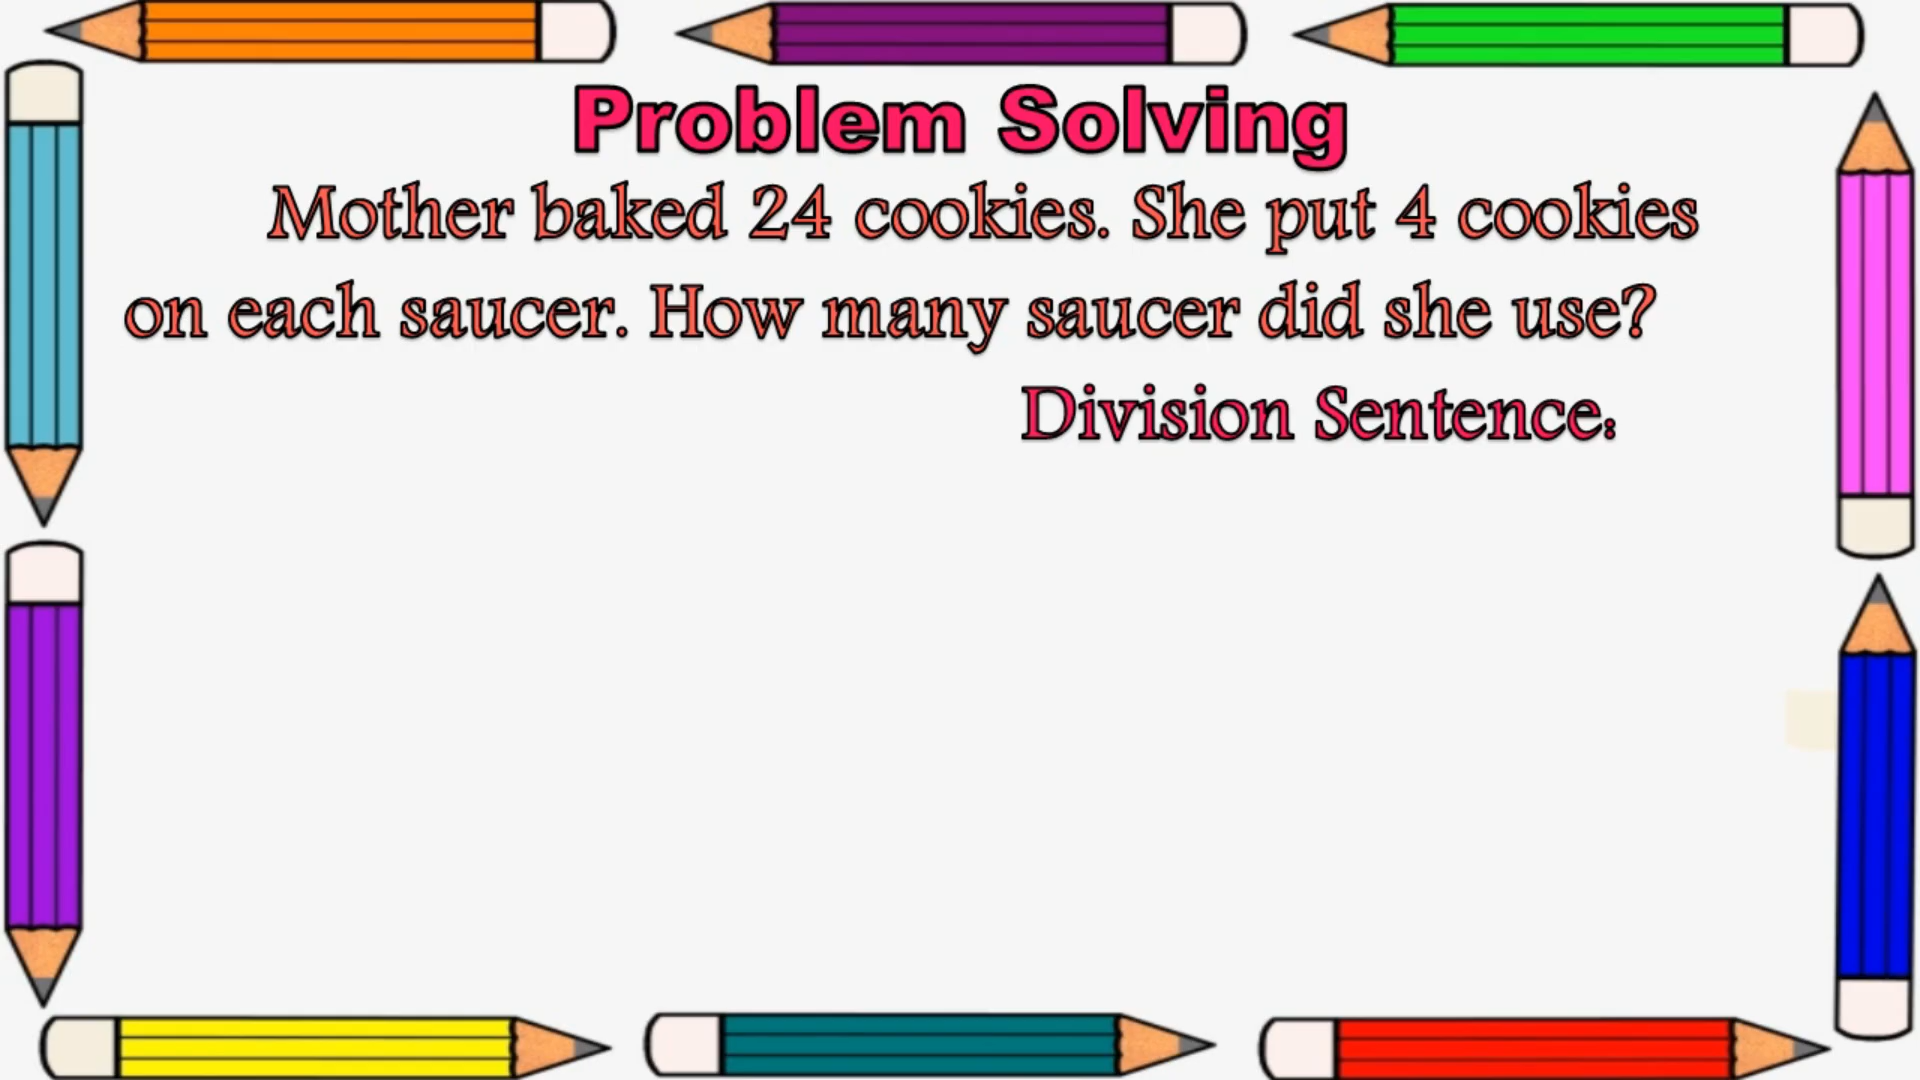 Problem Solving
Mother baked 24 cookies. She put 4 cookies
on each saucer. How many saucer did she use?
Division Sentence: